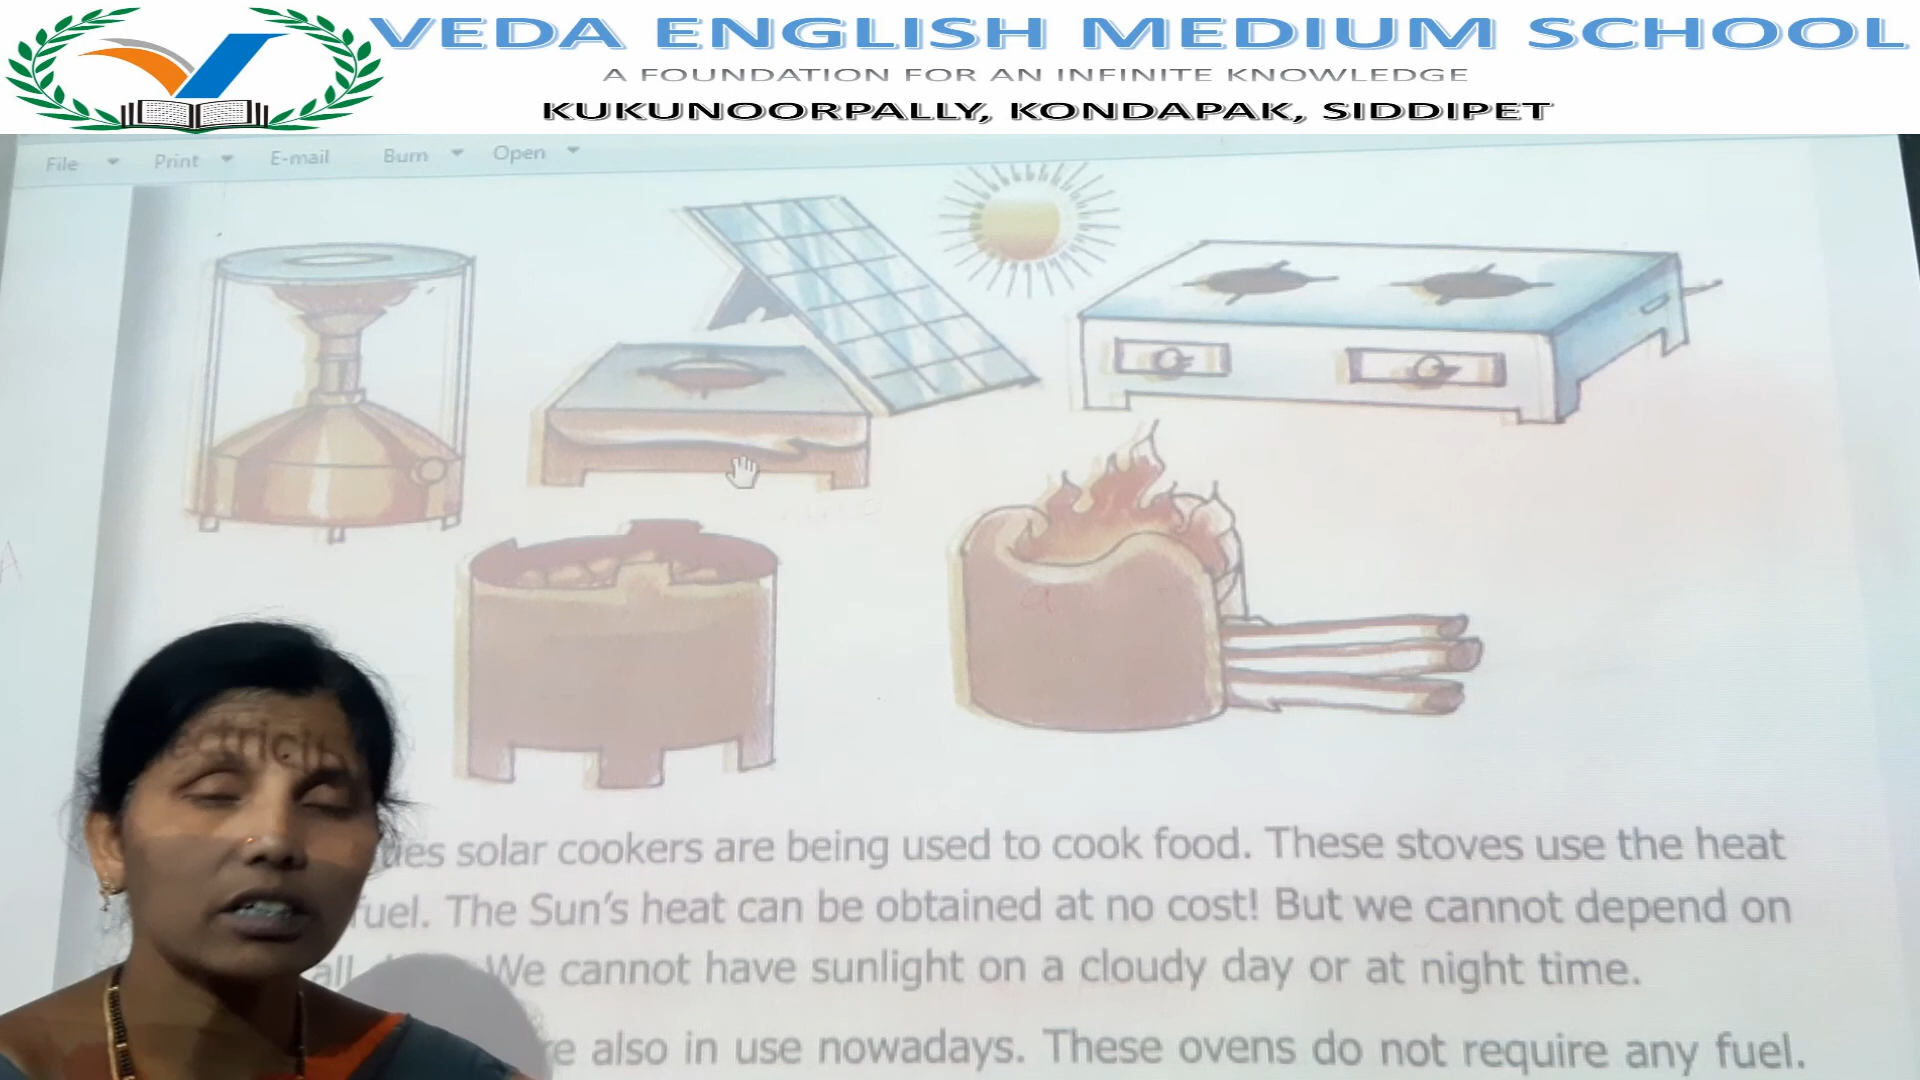 VEDA ENGLISH MEDIUM SCHOOL
A FOUNDATION FOR AN INFINITE KNOWLEDGE
KUKUNOORPALLY, KONDAPAK, SIDDIPET
File Print E-mail Burn Open
solar cookers are being used to cook food. These stoves use the heat
fuel. The Sun's heat can be obtained at no cost! But we cannot depend on
all We cannot have sunlight on a cloudy day or at night time.
also in use nowadays. These ovens do not require any fuel.